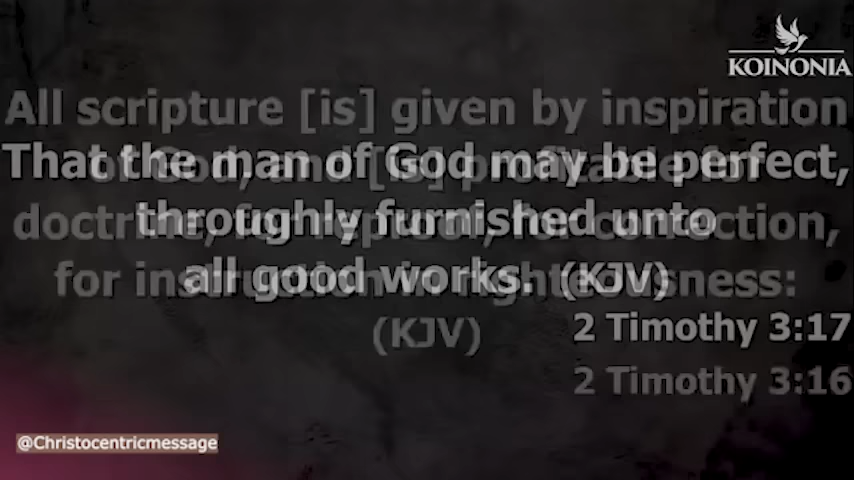 KOINONIA
All scripture [is] given by inspiration
of God, and [is] profitable for
doctrine, for reproof, for correction,
for instruction in righteousness:
(KJV)
2 Timothy 3:16
That the man of God may be perfect,
throughly furnished unto
all good works. (KJV)
2 Timothy 3:17
@Christocentricmessage